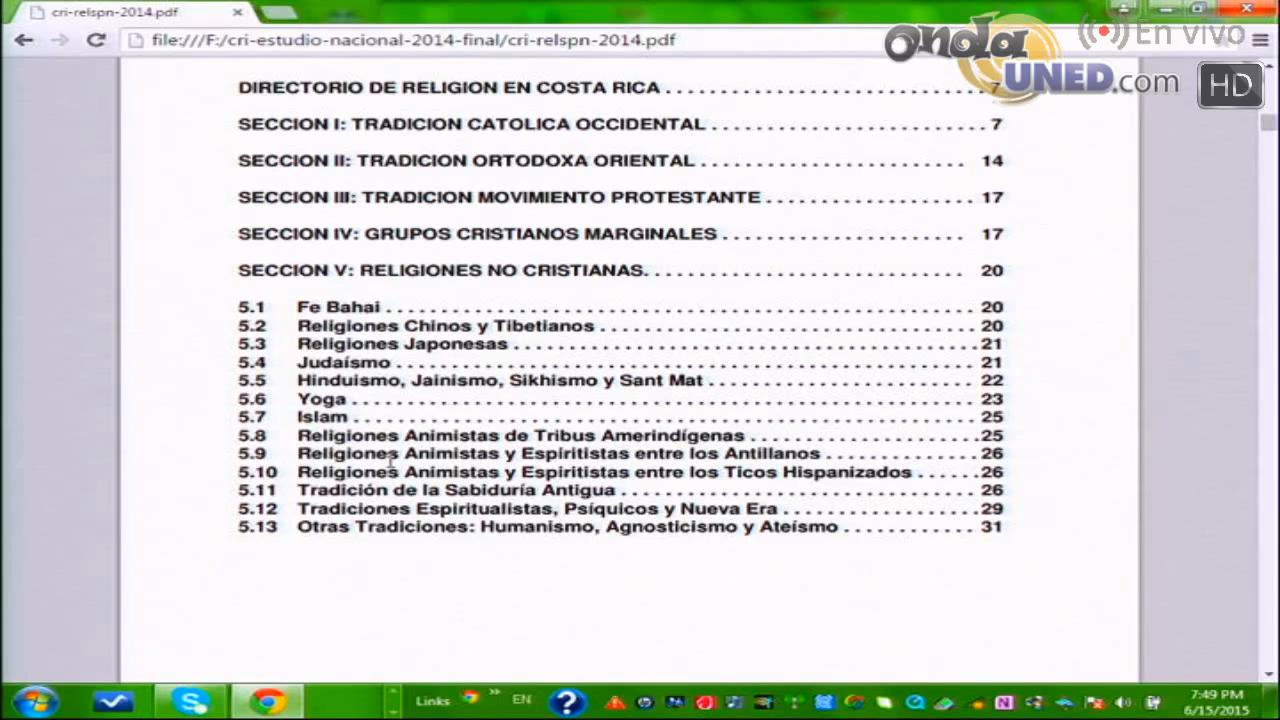 cri-relspn-2014.pdf
file:///F:/cri-estudio-nacional-2014-final/cri-relspn-2014.pdf
onda UNED.com
En vivo
HD
DIRECTORIO DE RELIGION EN COSTA RICA . . . . . . . . . . . . . . . . . . . . . . . . . . . . . . 7
SECCION I: TRADICION CATOLICA OCCIDENTAL . . . . . . . . . . . . . . . . . . . . . . . . . 7
SECCION II: TRADICION ORTODOXA ORIENTAL . . . . . . . . . . . . . . . . . . . . . . . . 14
SECCION III: TRADICION MOVIMIENTO PROTESTANTE . . . . . . . . . . . . . . . . . . . 17
SECCION IV: GRUPOS CRISTIANOS MARGINALES . . . . . . . . . . . . . . . . . . . . . . 17
SECCION V: RELIGIONES NO CRISTIANAS. . . . . . . . . . . . . . . . . . . . . . . . . . . . 20
5.1 Fe Bahai . . . . . . . . . . . . . . . . . . . . . . . . . . . . . . . . . . . . . . . . . . . . . . . . . . . . . 20
5.2 Religiones Chinos y Tibetianos . . . . . . . . . . . . . . . . . . . . . . . . . . . . . . . . . . 20
5.3 Religiones Japonesas . . . . . . . . . . . . . . . . . . . . . . . . . . . . . . . . . . . . . . . . . . 21
5.4 Judaísmo . . . . . . . . . . . . . . . . . . . . . . . . . . . . . . . . . . . . . . . . . . . . . . . . . . . . 21
5.5 Hinduismo, Jainismo, Sikhismo y Sant Mat . . . . . . . . . . . . . . . . . . . . . . . . 22
5.6 Yoga . . . . . . . . . . . . . . . . . . . . . . . . . . . . . . . . . . . . . . . . . . . . . . . . . . . . . . . . 23
5.7 Islam . . . . . . . . . . . . . . . . . . . . . . . . . . . . . . . . . . . . . . . . . . . . . . . . . . . . . . . . 25
5.8 Religiones Animistas de Tribus Amerindígenas . . . . . . . . . . . . . . . . . . . . 25
5.9 Religiones Animistas y Espiritistas entre los Antillanos . . . . . . . . . . . . . 26
5.10 Religiones Animistas y Espiritistas entre los Ticos Hispanizados . . . . . 26
5.11 Tradición de la Sabiduría Antigua . . . . . . . . . . . . . . . . . . . . . . . . . . . . . . . . 26
5.12 Tradiciones Espiritualistas, Psíquicos y Nueva Era . . . . . . . . . . . . . . . . . 29
5.13 Otras Tradiciones: Humanismo, Agnosticismo y Ateísmo . . . . . . . . . . . . 31
Links
EN
7:49 PM
6/15/2015